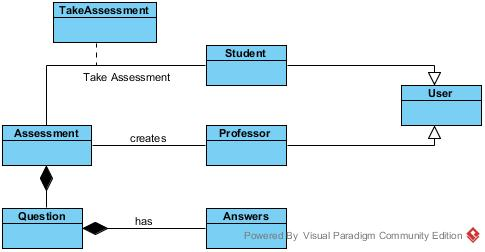 TakeAssessment
Student
Take Assessment
User
Assessment
creates
Professor
Question
has
Answers
Powered By Visual Paradigm Community Edition